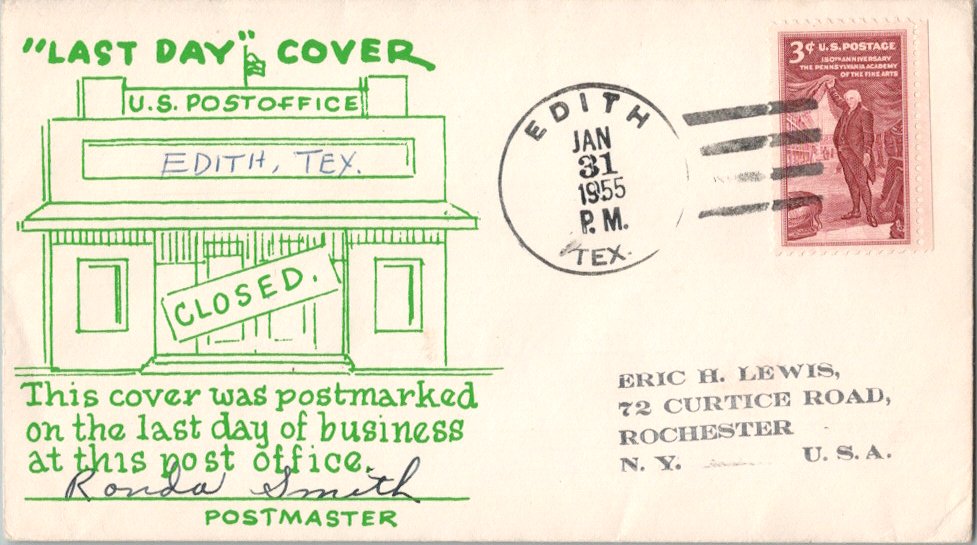 "LAST DAY" COVER
U.S. POSTOFFICE
EDITH, TEX.
CLOSED.
This cover was postmarked
on the last day of business
at this post office.
Ronda Smith
POSTMASTER
EDITH
JAN
31
1955
P.M.
TEX.
3¢ U.S. POSTAGE
150TH ANNIVERSARY
THE PENNSYLVANIA ACADEMY
OF THE FINE ARTS
ERIC H. LEWIS,
72 CURTICE ROAD,
ROCHESTER
N. Y. U. S. A.